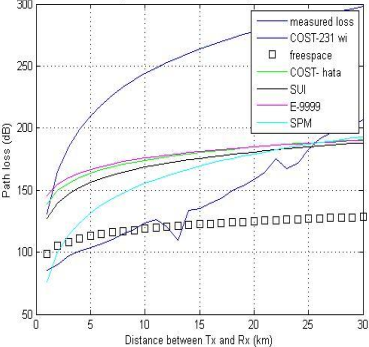 300
250
200
150
100
50
Path loss (dB)
measured loss
COST-231 wi
freespace
COST- hata
SUI
E-9999
SPM
0 5 10 15 20 25 30
Distance between Tx and Rx (km)